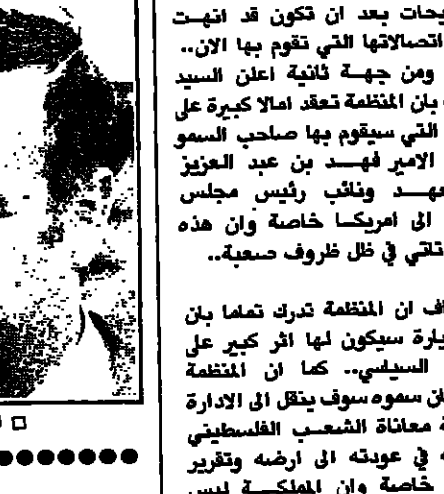 يحات بعد ان تكون قد انهت
اتصالاتها التي تقوم بها الان..
ومن جهة ثانية اعلن السيد
بان المنظمة تعقد امالا كبيرة على
التي سيقوم بها صاحب السمو
الامير فهد بن عبد العزيز
عهد ونائب رئيس مجلس
الى امريكا خاصة وان هذه
تاتي في ظل ظروف صعبة..
اف ان المنظمة تدرك تماما بان
يارة سيكون لها اثر كبير على
السياسي.. كما ان المنظمة
ان سموه سوف ينقل الى الادارة
ة معاناة الشعب الفلسطيني
ه في عودته الى ارضه وتقرير
خاصة وان المملكة ليس